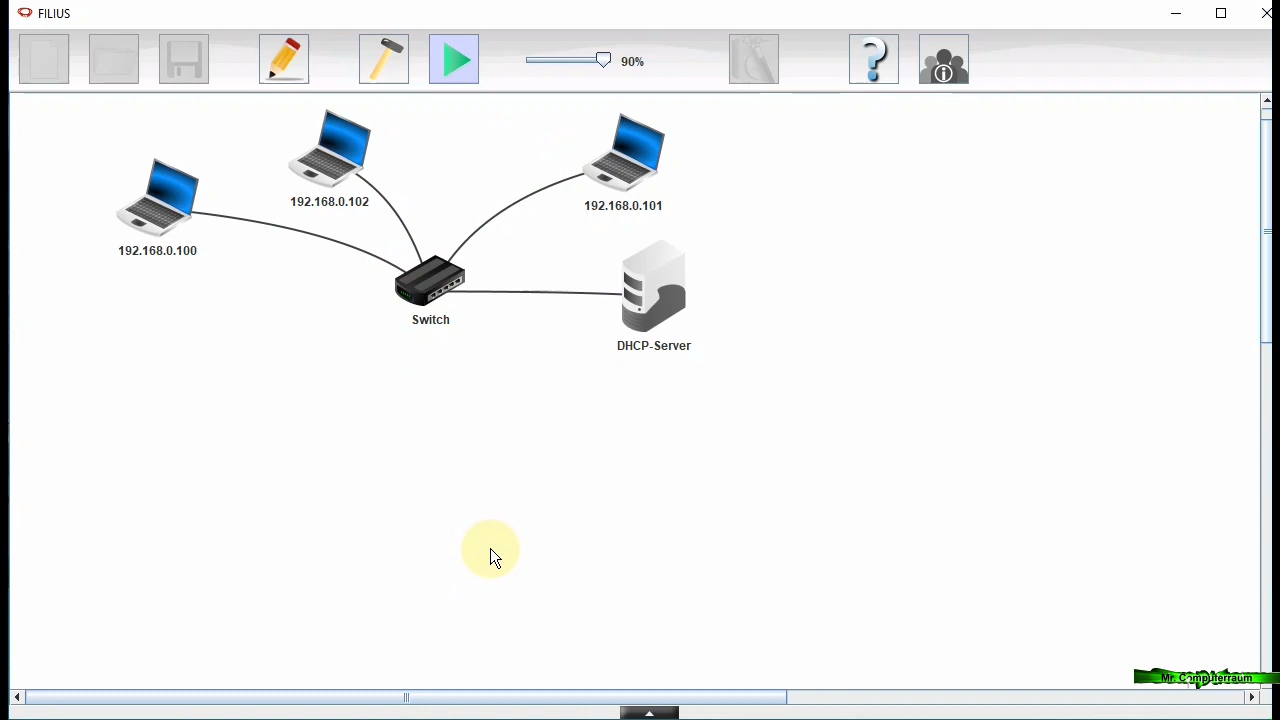 FILIUS
90%
192.168.0.102
192.168.0.101
192.168.0.100
Switch
DHCP-Server
Mr. Computerraum